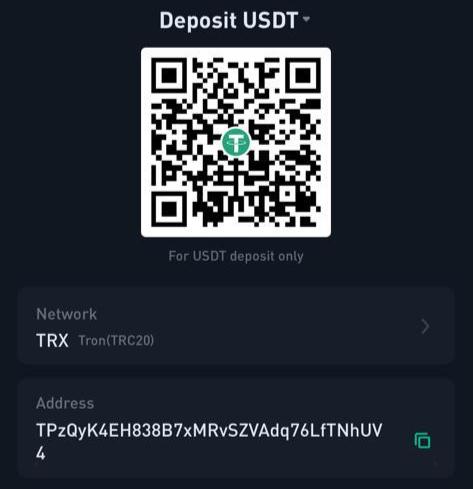 Deposit USDT
For USDT deposit only
Network
TRX Tron(TRC20)
Address
TPzQyK4EH838B7xMRvSZVAdq76LfTNhUV
4